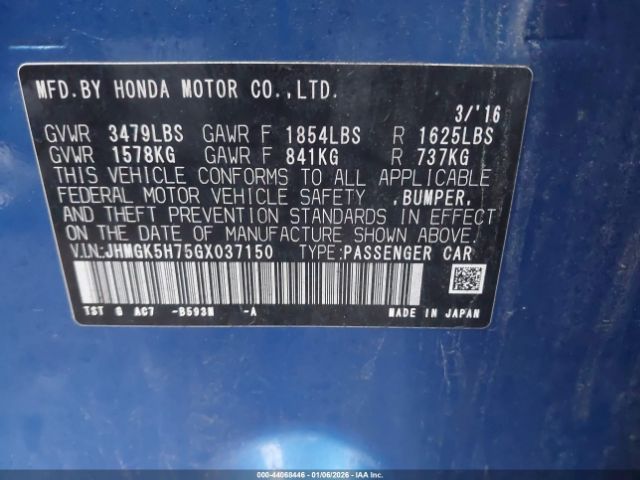 MFD.BY HONDA MOTOR CO.,LTD.
3/'16
GVWR 3479LBS GAWR F 1854LBS R 1625LBS
GVWR 1578KG GAWR F 841KG R 737KG
THIS VEHICLE CONFORMS TO ALL APPLICABLE
FEDERAL MOTOR VEHICLE SAFETY ,BUMPER,
AND THEFT PREVENTION STANDARDS IN EFFECT
ON THE DATE OF MANUFACTURE SHOWN ABOVE.
VIN:JHMGK5H75GX037150 TYPE:PASSENGER CAR
TST G AC7 -B593M -A MADE IN JAPAN
000-44068446 | 01/06/2026 | IAA Inc.